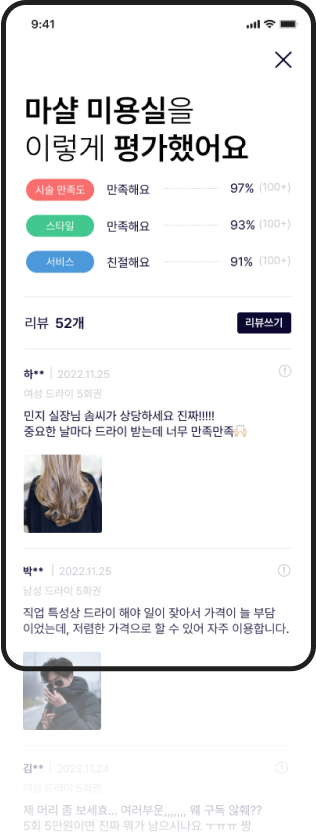 9:41
마샬 미용실을
이렇게 평가했어요
시술 만족도 만족해요 97% (100+)
스타일 만족해요 93% (100+)
서비스 친절해요 91% (100+)
리뷰 52개 리뷰쓰기
하** 2022.11.25
여성 드라이 5회권
민지 실장님 솜씨가 상당하세요 진짜!!!!!
중요한 날마다 드라이 받는데 너무 만족만족🙌🏻
박** 2022.11.25
남성 드라이 5회권
직업 특성상 드라이 해야 일이 잦아서 가격이 늘 부담
이었는데, 저렴한 가격으로 할 수 있어 자주 이용합니다.
김** 2022.11.24
여성 드라이 5회권
제 머리 좀 보세효... 여러부운,,,,,,, 웨 구독 않훼??
5회 5만원이면 진짜 뭐가 남으시나요 ㅜㅠㅠ 짱